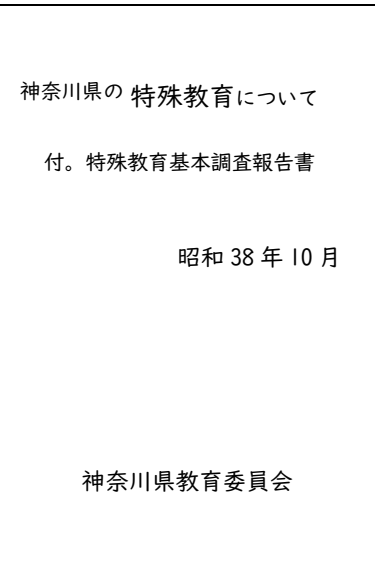 神奈川県の 特殊教育について
付。特殊教育基本調査報告書
昭和 38 年 10 月
神奈川県教育委員会